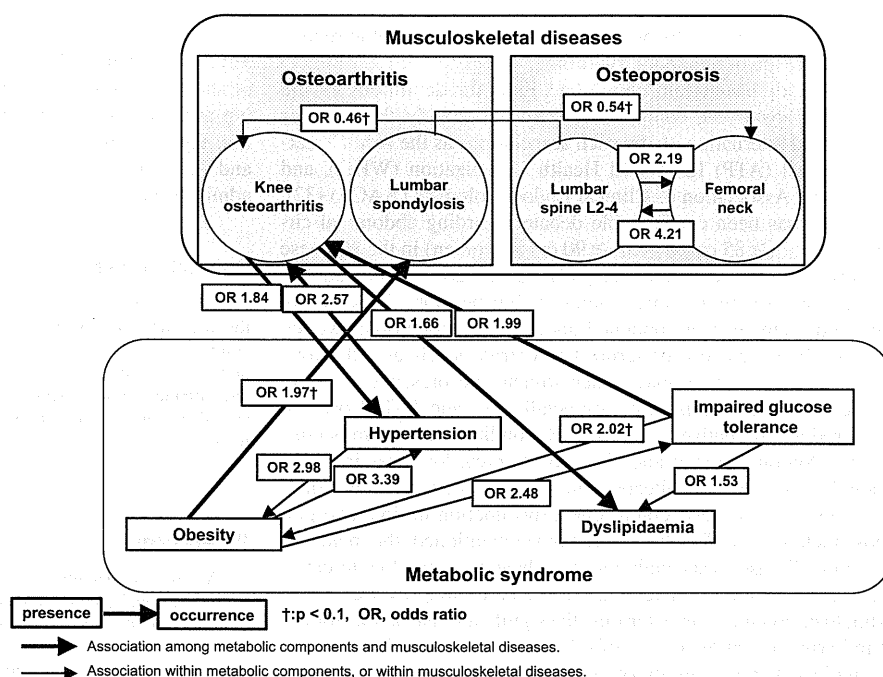 Musculoskeletal diseases
Osteoarthritis
Osteoporosis
OR 0.46†
OR 0.54†
Knee
osteoarthritis
Lumbar
spondylosis
Lumbar
spine L2-4
OR 2.19
OR 4.21
Femoral
neck
OR 1.84
OR 2.57
OR 1.66
OR 1.99
OR 1.97†
Hypertension
OR 2.02†
Impaired glucose
tolerance
OR 2.98
OR 3.39
OR 2.48
OR 1.53
Obesity
Dyslipidaemia
Metabolic syndrome
presence
occurrence
†:p < 0.1, OR, odds ratio
Association among metabolic components and musculoskeletal diseases.
Association within metabolic components, or within musculoskeletal diseases.